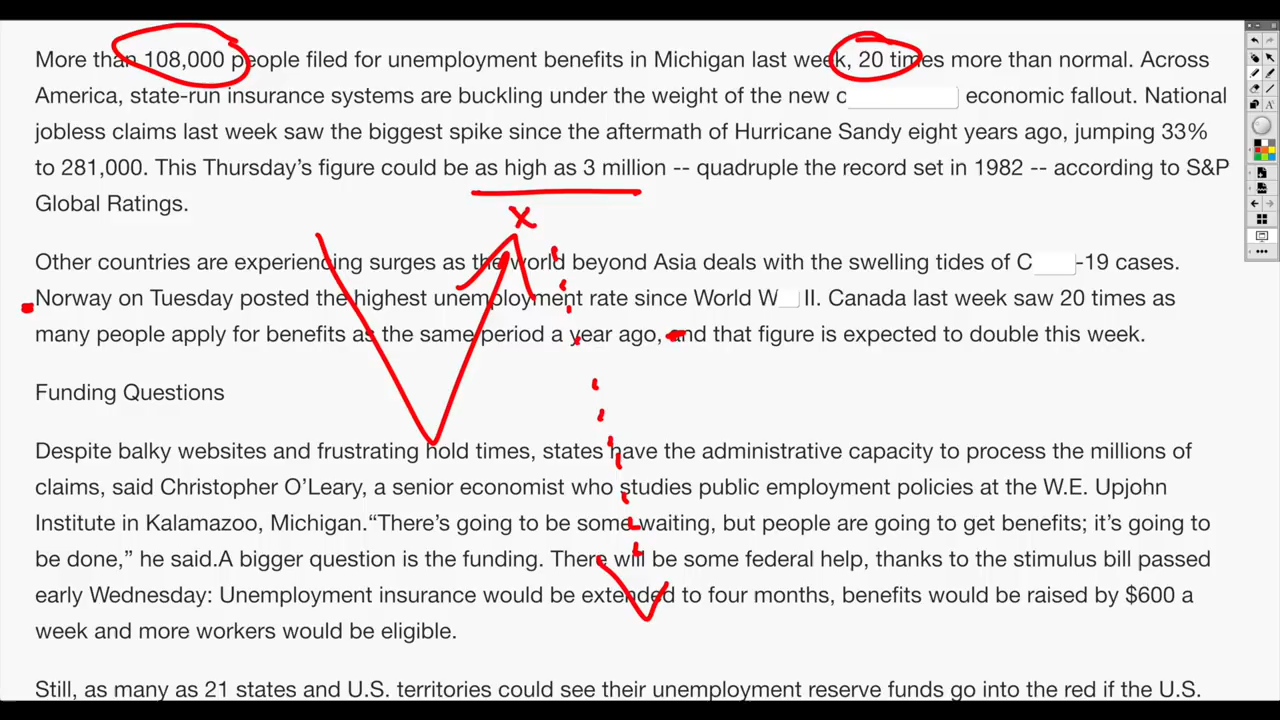 More than 108,000 people filed for unemployment benefits in Michigan last week, 20 times more than normal. Across
America, state-run insurance systems are buckling under the weight of the new c economic fallout. National
jobless claims last week saw the biggest spike since the aftermath of Hurricane Sandy eight years ago, jumping 33%
to 281,000. This Thursday’s figure could be as high as 3 million -- quadruple the record set in 1982 -- according to S&P
Global Ratings.
Other countries are experiencing surges as the world beyond Asia deals with the swelling tides of C -19 cases.
Norway on Tuesday posted the highest unemployment rate since World W II. Canada last week saw 20 times as
many people apply for benefits as the same period a year ago, and that figure is expected to double this week.
Funding Questions
Despite balky websites and frustrating hold times, states have the administrative capacity to process the millions of
claims, said Christopher O’Leary, a senior economist who studies public employment policies at the W.E. Upjohn
Institute in Kalamazoo, Michigan.“There’s going to be some waiting, but people are going to get benefits; it’s going to
be done,” he said.A bigger question is the funding. There will be some federal help, thanks to the stimulus bill passed
early Wednesday: Unemployment insurance would be extended to four months, benefits would be raised by $600 a
week and more workers would be eligible.
Still, as many as 21 states and U.S. territories could see their unemployment reserve funds go into the red if the U.S.